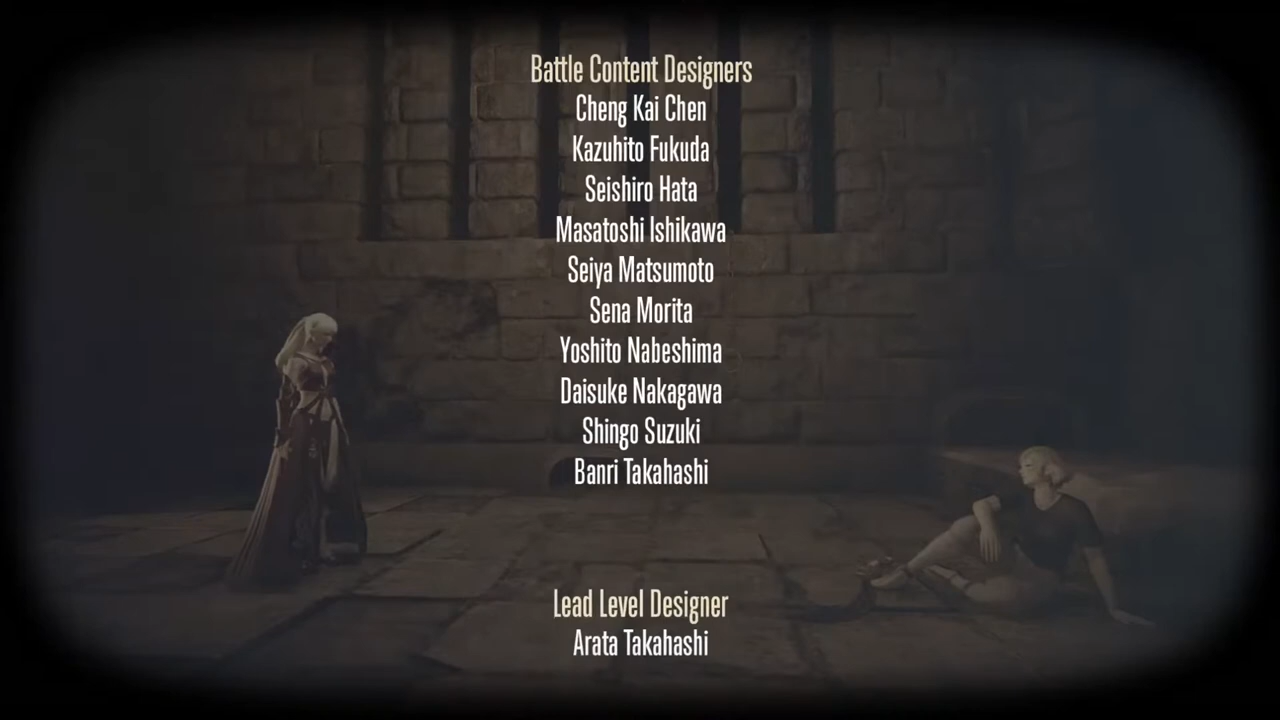 Battle Content Designers
Cheng Kai Chen
Kazuhito Fukuda
Seishiro Hata
Masatoshi Ishikawa
Seiya Matsumoto
Sena Morita
Yoshito Nabeshima
Daisuke Nakagawa
Shingo Suzuki
Banri Takahashi
Lead Level Designer
Arata Takahashi